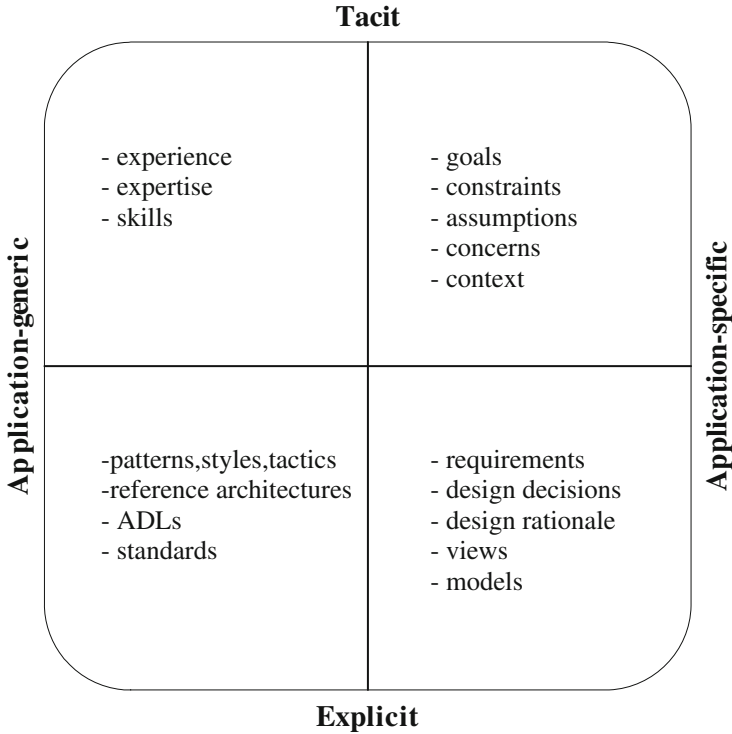 Tacit
- experience
- expertise
- skills
- goals
- constraints
- assumptions
- concerns
- context
Application-generic
Application-specific
-patterns,styles,tactics
-reference architectures
- ADLs
- standards
- requirements
- design decisions
- design rationale
- views
- models
Explicit